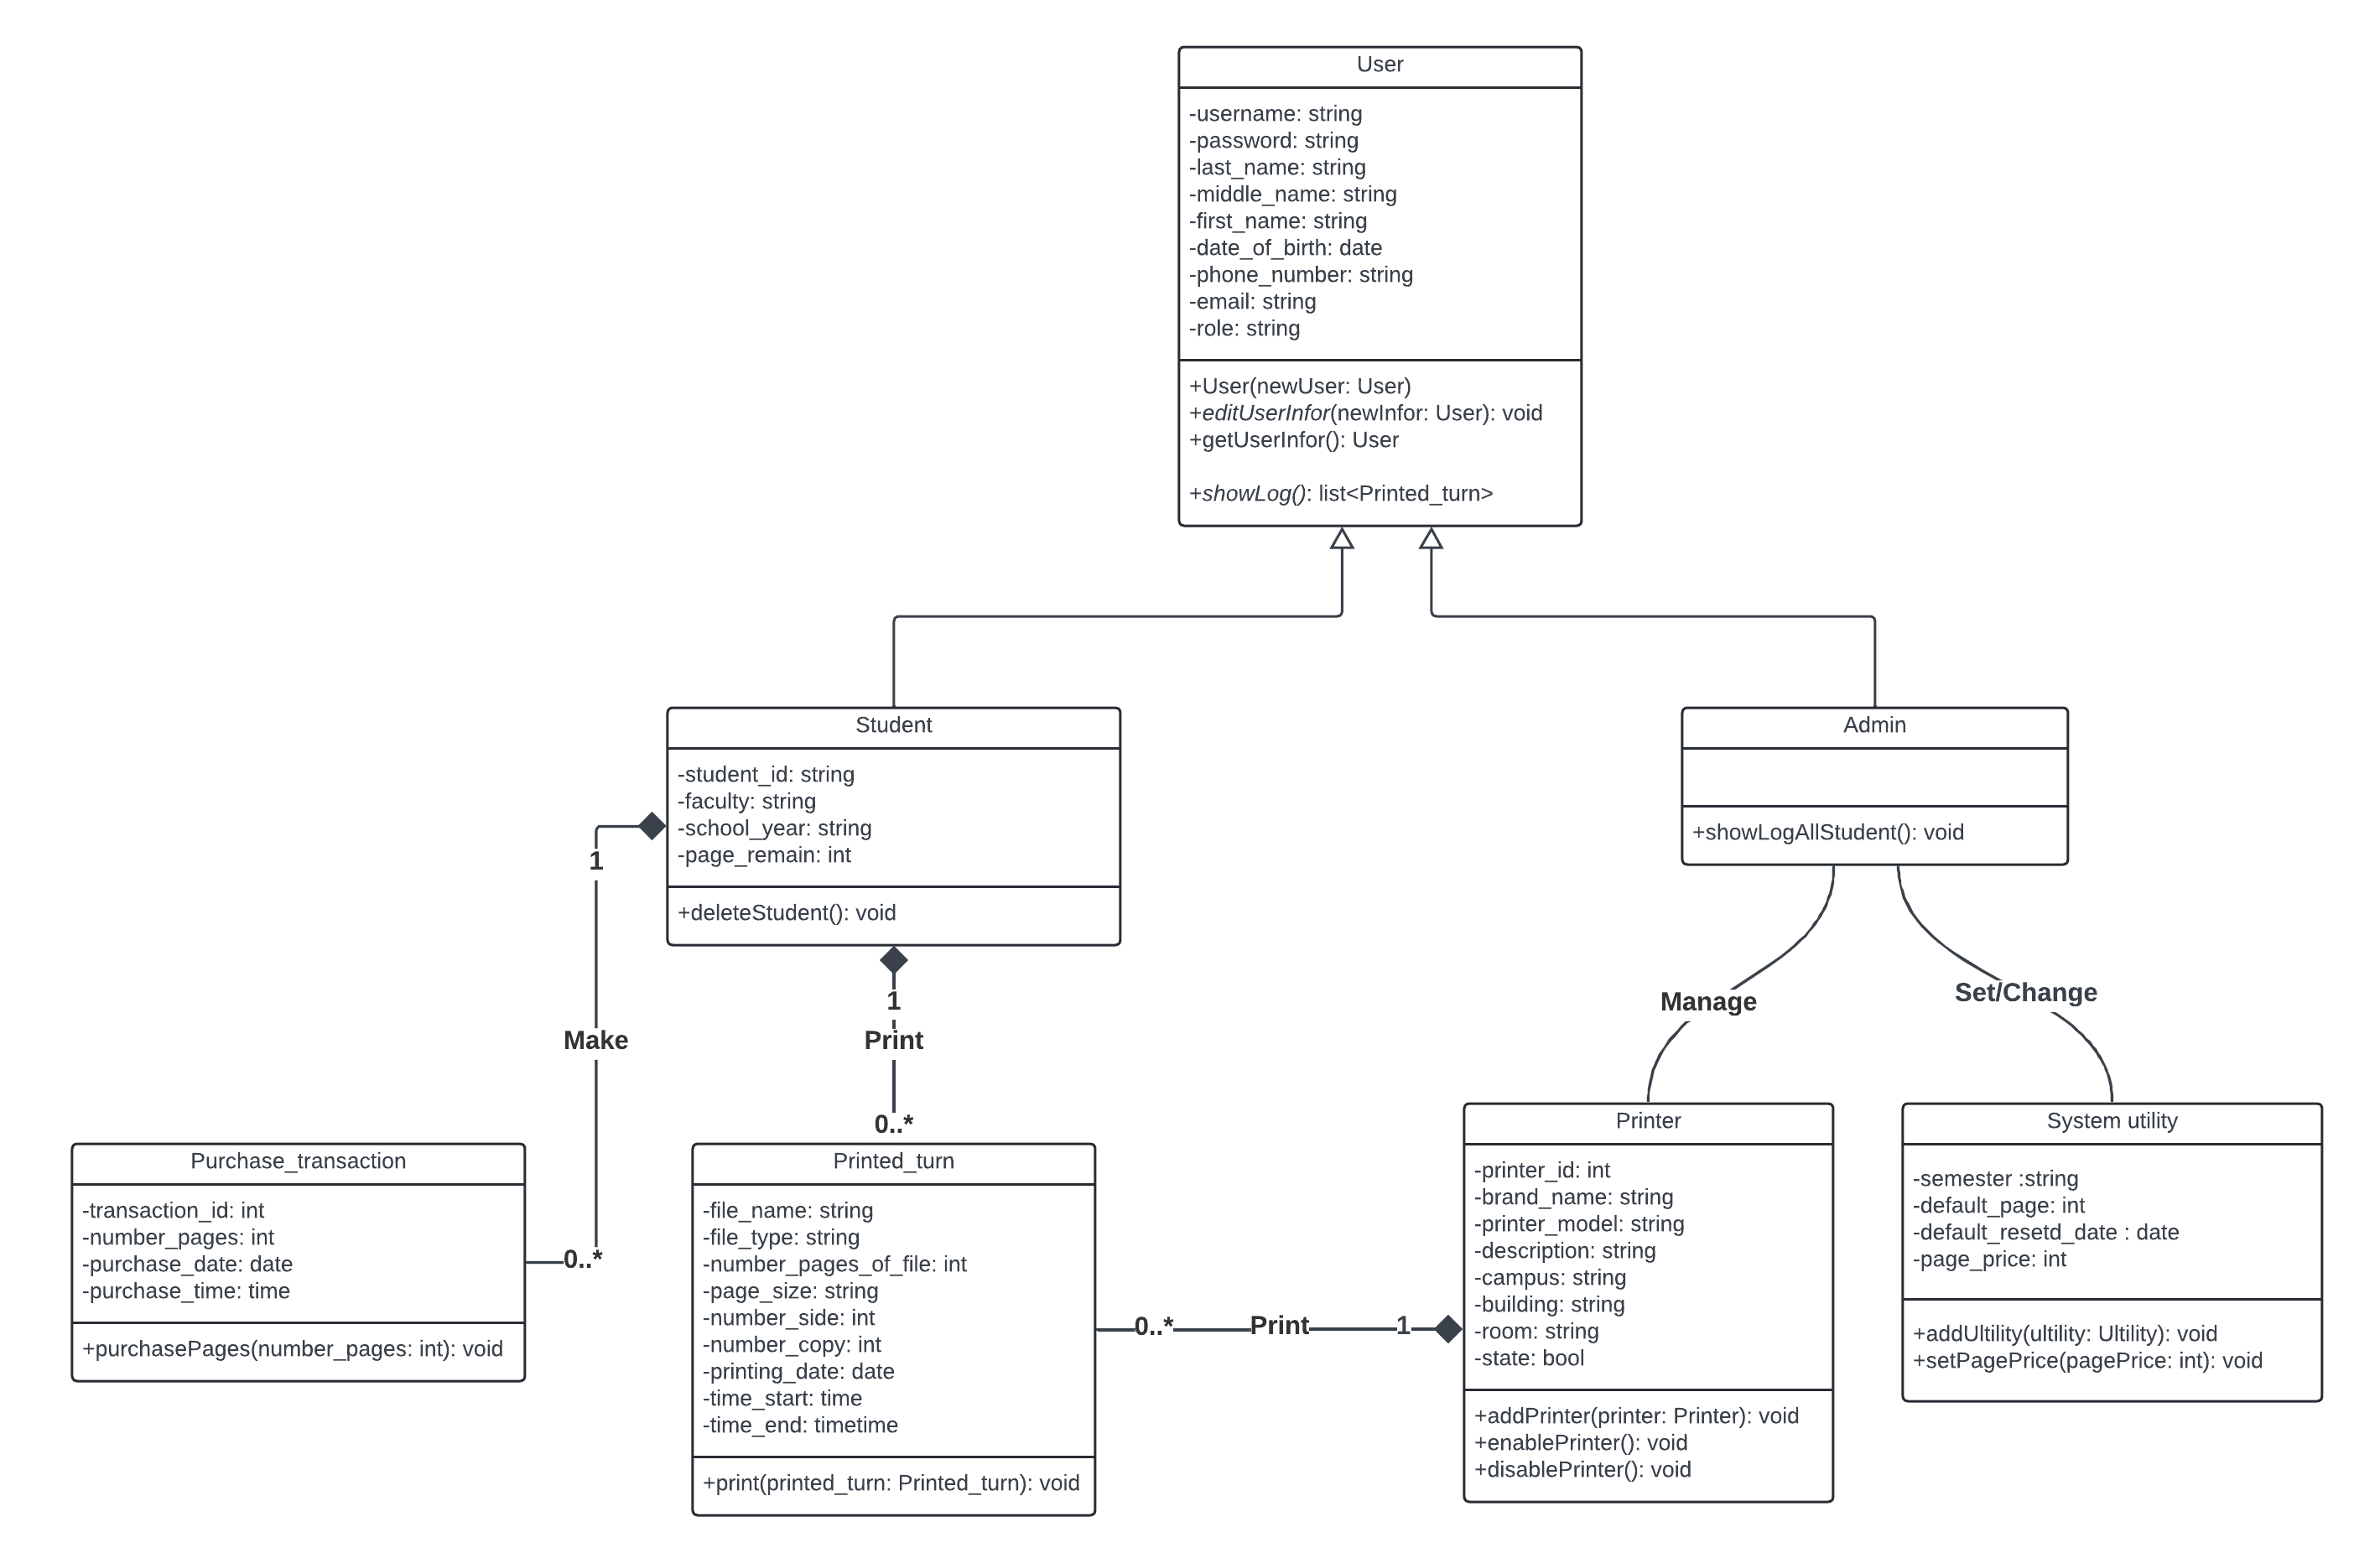 User
-username: string
-password: string
-last_name: string
-middle_name: string
-first_name: string
-date_of_birth: date
-phone_number: string
-email: string
-role: string
+User(newUser: User)
+editUserInfor(newInfor: User): void
+getUserInfor(): User
+showLog(): list<Printed_turn>
Student
-student_id: string
-faculty: string
-school_year: string
-page_remain: int
+deleteStudent(): void
Admin
+showLogAllStudent(): void
1
Make
0..*
1
Print
0..*
Manage
Set/Change
Purchase_transaction
-transaction_id: int
-number_pages: int
-purchase_date: date
-purchase_time: time
+purchasePages(number_pages: int): void
Printed_turn
-file_name: string
-file_type: string
-number_pages_of_file: int
-page_size: string
-number_side: int
-number_copy: int
-printing_date: date
-time_start: time
-time_end: timetime
+print(printed_turn: Printed_turn): void
0..*
Print
1
Printer
-printer_id: int
-brand_name: string
-printer_model: string
-description: string
-campus: string
-building: string
-room: string
-state: bool
+addPrinter(printer: Printer): void
+enablePrinter(): void
+disablePrinter(): void
System utility
-semester :string
-default_page: int
-default_resetd_date : date
-page_price: int
+addUltility(ultility: Ultility): void
+setPagePrice(pagePrice: int): void